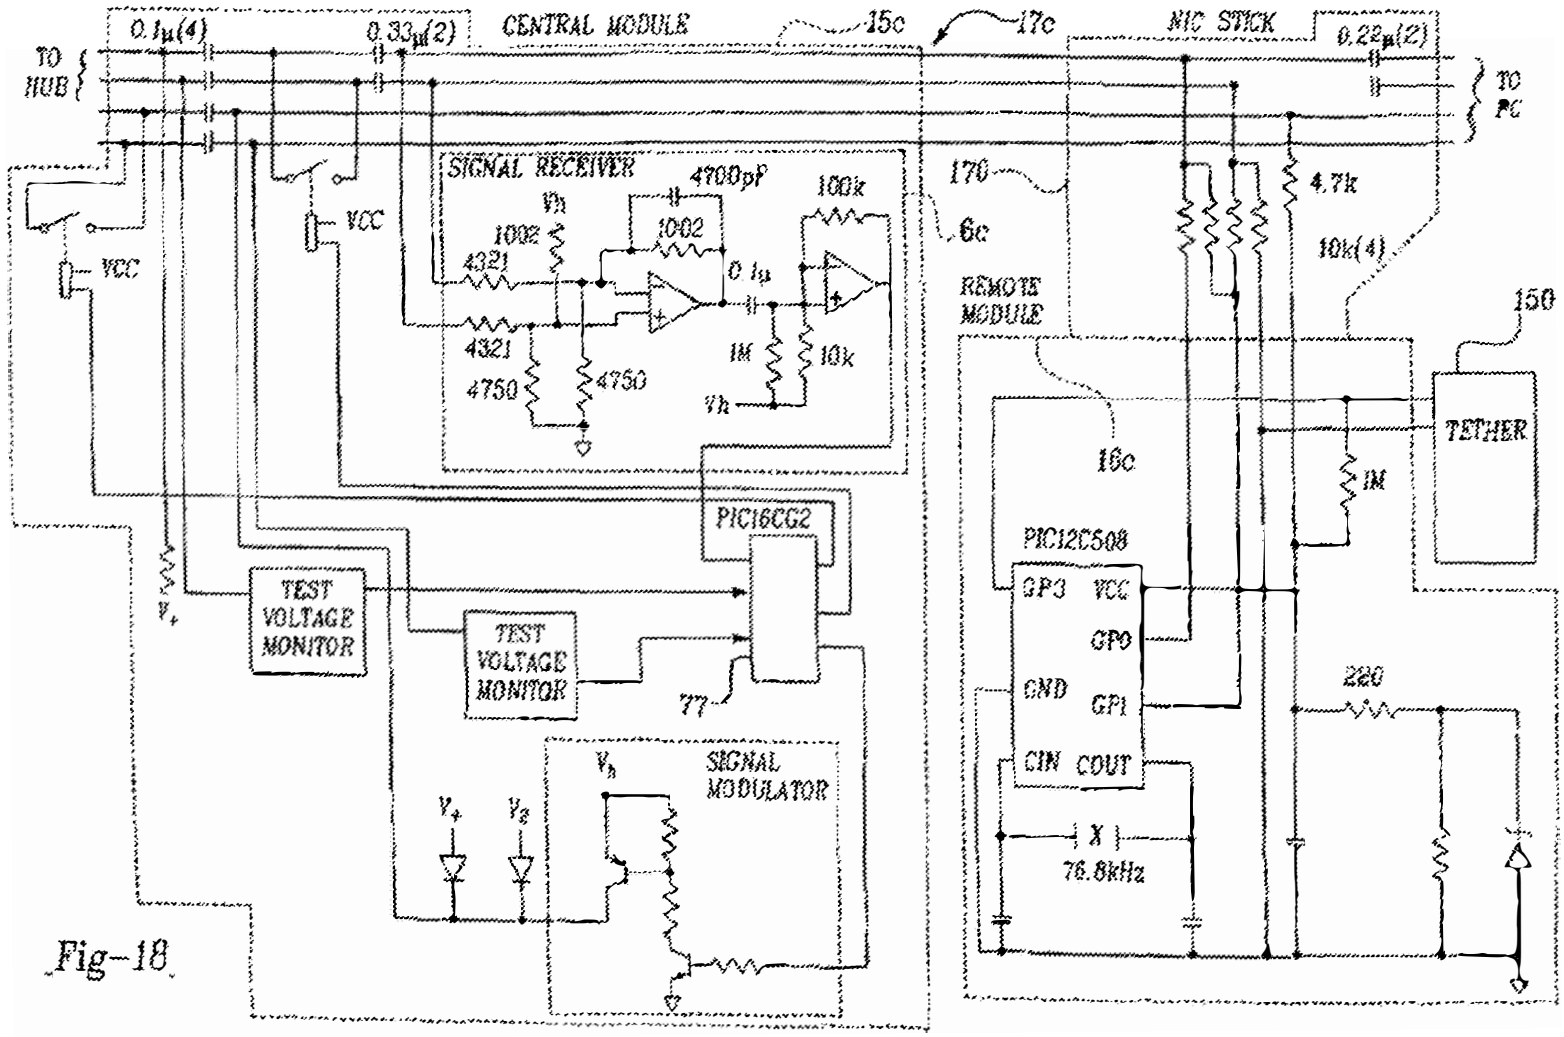 0.1μ(4)
0.33μ(2)
CENTRAL MODULE
15c
17c
NIC STICK
0.22μ(2)
TO
HUB
TO
PC
SIGNAL RECEIVER
4700pF
100k
170
4.7k
Vh
1002
1002
6c
VCC
4321
0.1μ
10k(4)
VCC
REMOTE
MODULE
150
4321
1M
10k
4750
4750
Vh
16c
TETHER
1M
PIC16CG2
PIC12C508
TEST
VOLTAGE
MONITOR
GP3
VCC
V+
TEST
VOLTAGE
MONITOR
GP0
77
GND
GP1
220
CIN
COUT
Vh
SIGNAL
MODULATOR
V+
V2
X
76.8kHz
Fig-18